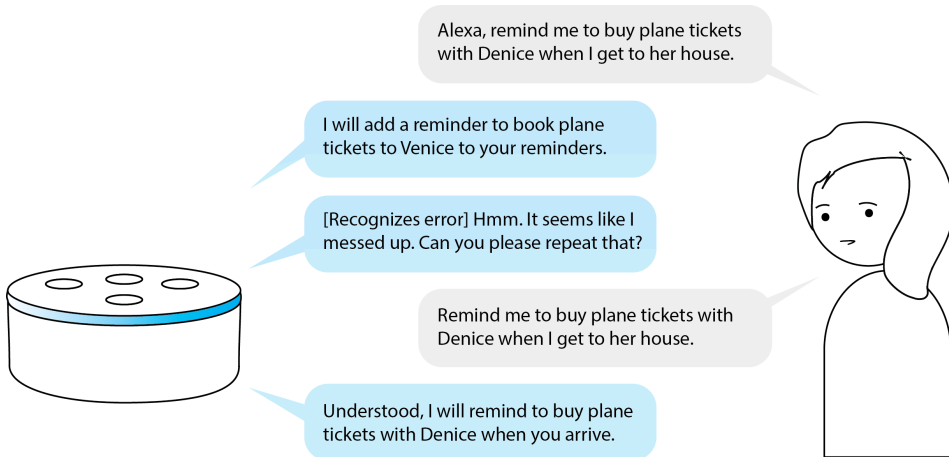 Alexa, remind me to buy plane tickets
with Denice when I get to her house.
I will add a reminder to book plane
tickets to Venice to your reminders.
[Recognizes error] Hmm. It seems like I
messed up. Can you please repeat that?
Remind me to buy plane tickets with
Denice when I get to her house.
Understood, I will remind to buy plane
tickets with Denice when you arrive.